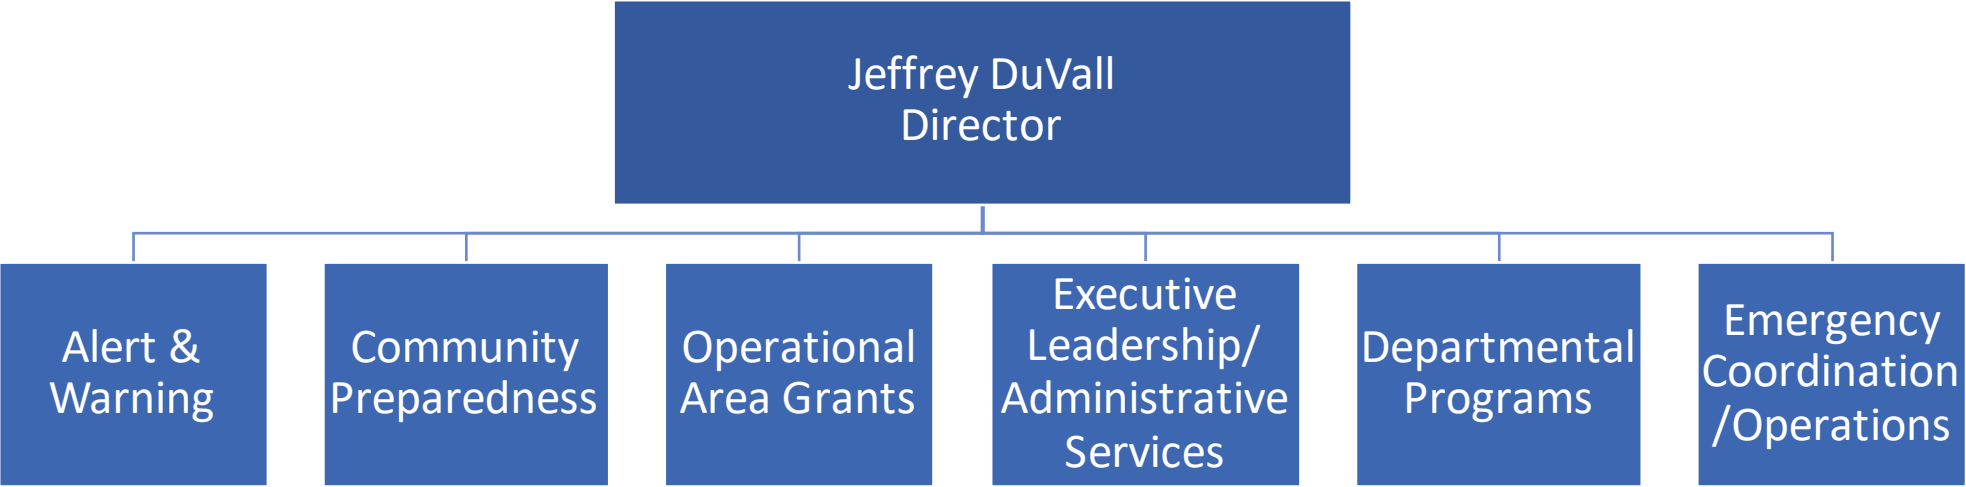 Jeffrey DuVall
Director
Alert &
Warning
Community
Preparedness
Operational
Area Grants
Executive
Leadership/
Administrative
Services
Departmental
Programs
Emergency
Coordination
/Operations